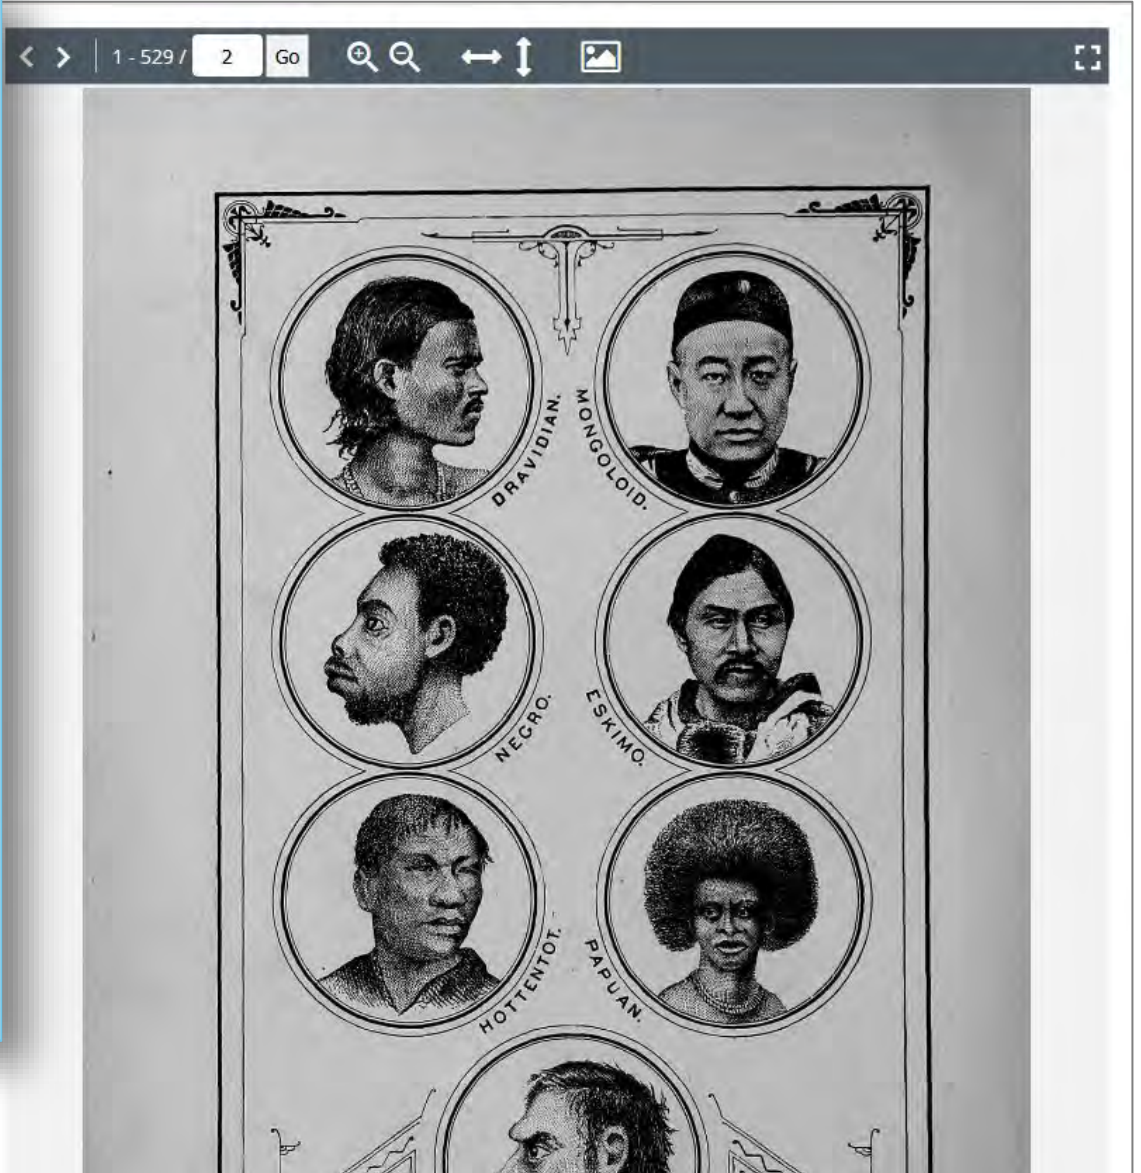 1 - 529 / 2 Go
DRAVIDIAN.
MONGOLOID.
NEGRO.
ESKIMO.
HOTTENTOT.
PAPUAN.